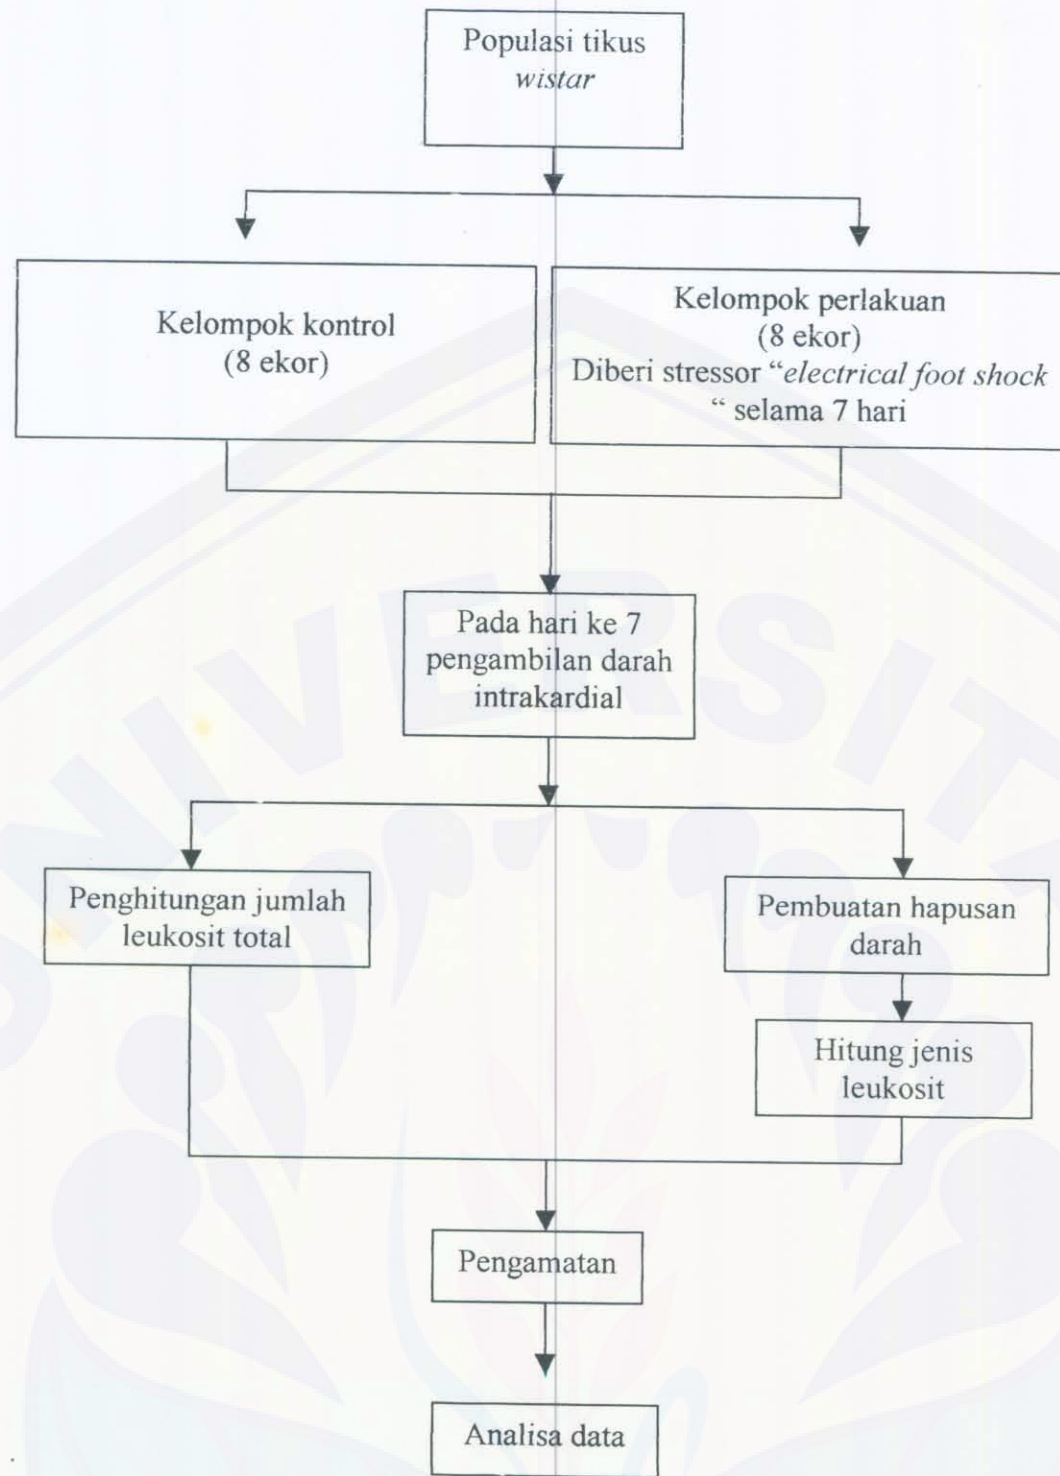 Populasi tikus
wistar
Kelompok kontrol
(8 ekor)
Kelompok perlakuan
(8 ekor)
Diberi stressor “electrical foot shock
“ selama 7 hari
Pada hari ke 7
pengambilan darah
intrakardial
Penghitungan jumlah
leukosit total
Pembuatan hapusan
darah
Hitung jenis
leukosit
Pengamatan
Analisa data
UNIVERSITA